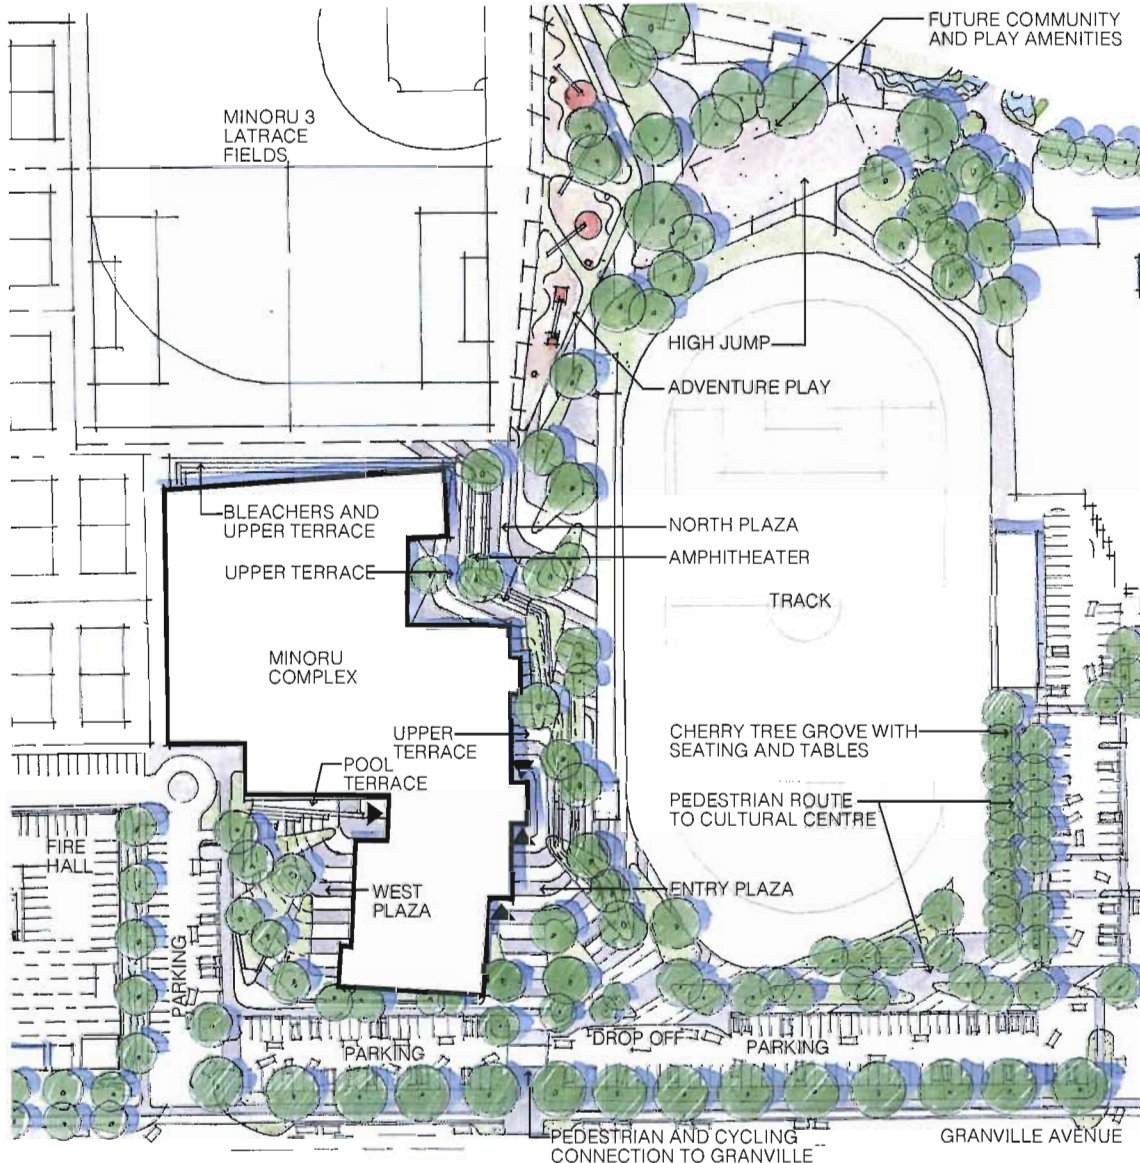 FUTURE COMMUNITY
AND PLAY AMENITIES
MINORU 3
LATRACE
FIELDS
HIGH JUMP
ADVENTURE PLAY
BLEACHERS AND
UPPER TERRACE
NORTH PLAZA
AMPHITHEATER
UPPER TERRACE
TRACK
MINORU
COMPLEX
UPPER
TERRACE
CHERRY TREE GROVE WITH
SEATING AND TABLES
POOL
TERRACE
PEDESTRIAN ROUTE
TO CULTURAL CENTRE
FIRE
HALL
WEST
PLAZA
ENTRY PLAZA
PARKING
DROP OFF
PARKING
PARKING
PEDESTRIAN AND CYCLING
CONNECTION TO GRANVILLE
GRANVILLE AVENUE